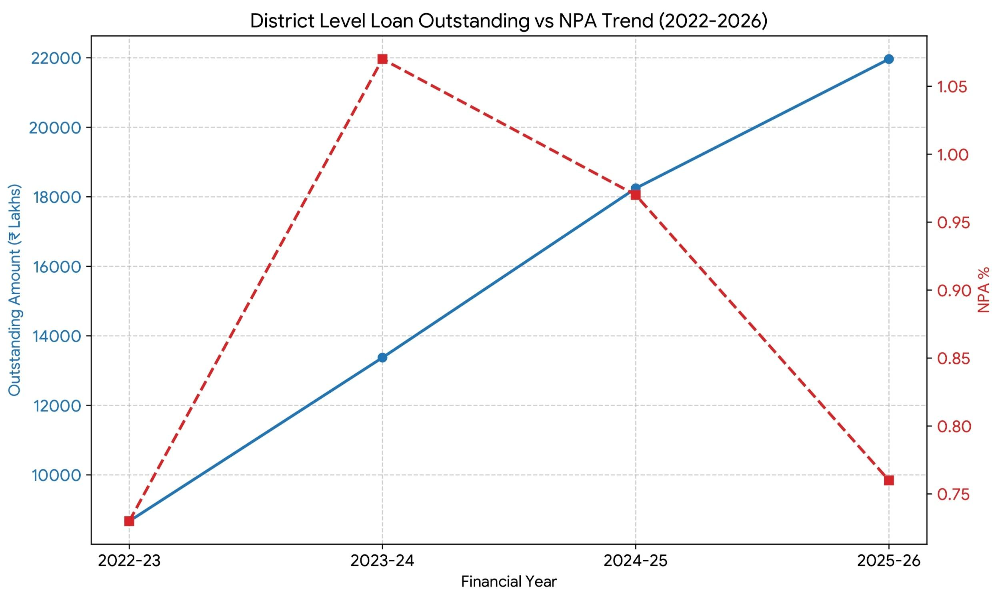 District Level Loan Outstanding vs NPA Trend (2022-2026)
Outstanding Amount (₹ Lakhs)
22000
20000
18000
16000
14000
12000
10000
1.05
1.00
0.95
0.90
0.85
0.80
0.75
NPA %
2022-23 2023-24 2024-25 2025-26
Financial Year